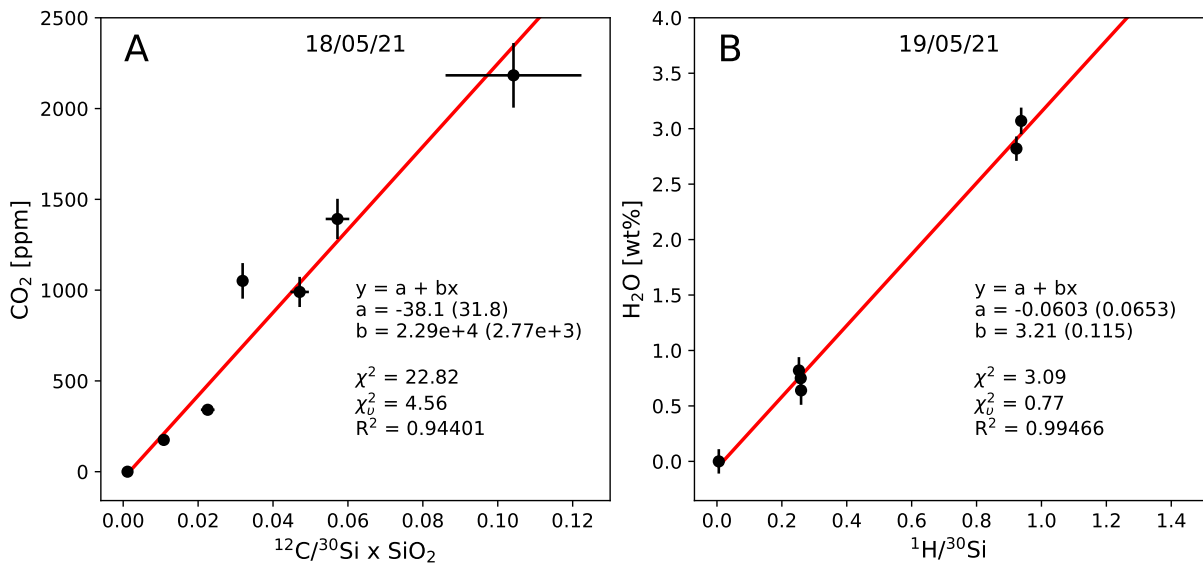 A
18/05/21
CO₂ [ppm]
2500
2000
1500
1000
500
0
y = a + bx
a = -38.1 (31.8)
b = 2.29e+4 (2.77e+3)
χ² = 22.82
χ²ᵥ = 4.56
R² = 0.94401
0.00 0.02 0.04 0.06 0.08 0.10 0.12
¹²C/³⁰Si x SiO₂
B
19/05/21
H₂O [wt%]
4.0
3.5
3.0
2.5
2.0
1.5
1.0
0.5
0.0
y = a + bx
a = -0.0603 (0.0653)
b = 3.21 (0.115)
χ² = 3.09
χ²ᵥ = 0.77
R² = 0.99466
0.0 0.2 0.4 0.6 0.8 1.0 1.2 1.4
¹H/³⁰Si